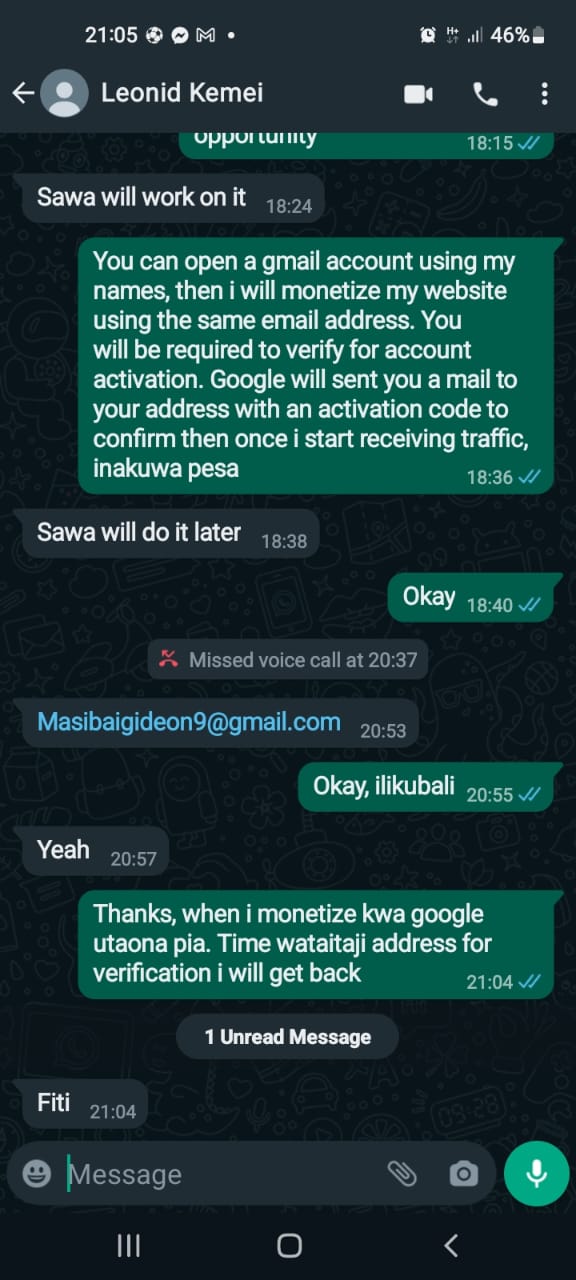 21:05
46%
Leonid Kemei
opportunity
18:15
Sawa will work on it 18:24
You can open a gmail account using my
names, then i will monetize my website
using the same email address. You
will be required to verify for account
activation. Google will sent you a mail to
your address with an activation code to
confirm then once i start receiving traffic,
inakuwa pesa 18:36
Sawa will do it later 18:38
Okay 18:40
Missed voice call at 20:37
Masibaigideon9@gmail.com 20:53
Okay, ilikubali 20:55
Yeah 20:57
Thanks, when i monetize kwa google
utaona pia. Time wataitaji address for
verification i will get back 21:04
1 Unread Message
Fiti 21:04
Message